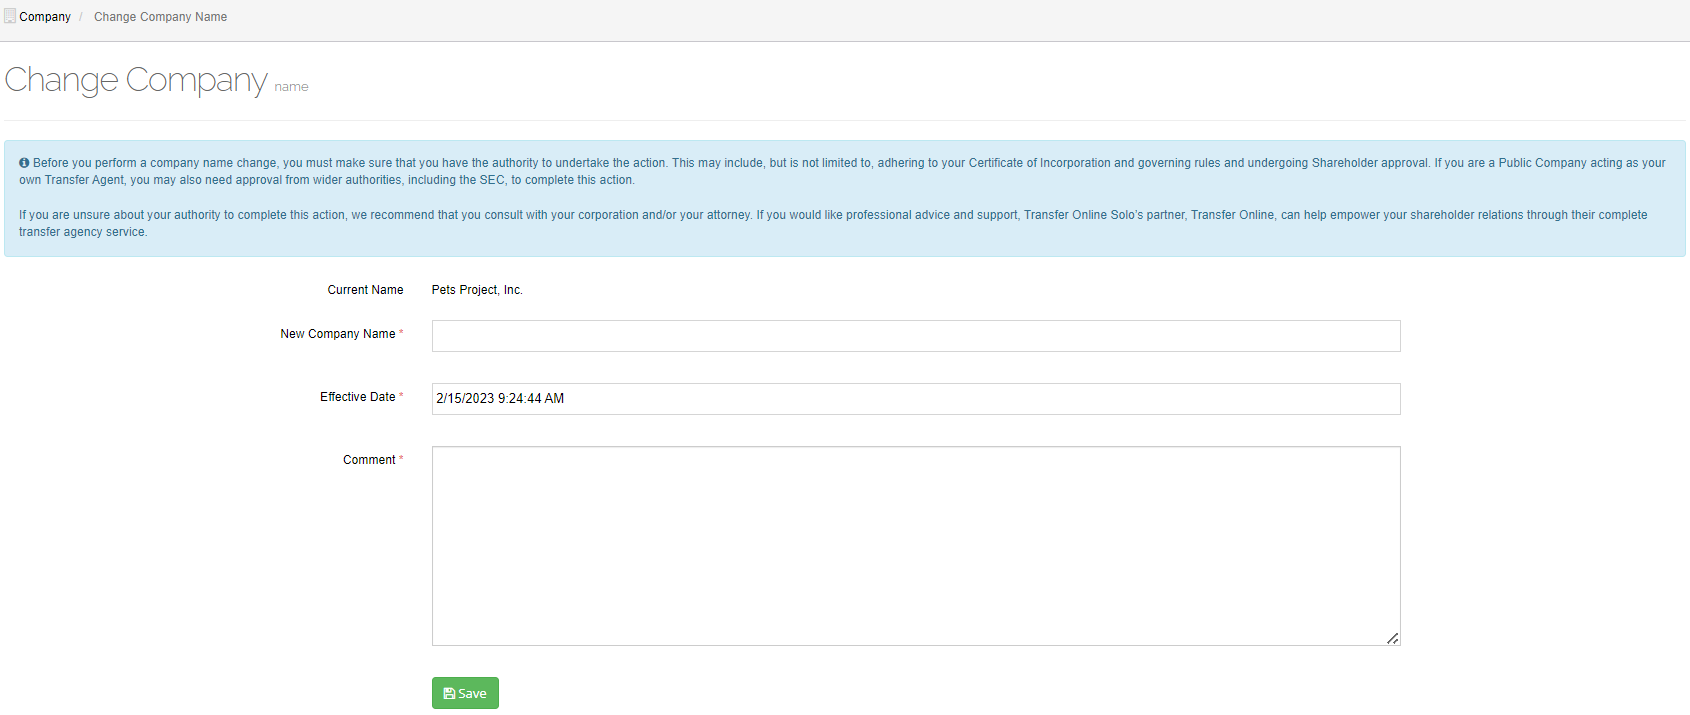 Company / Change Company Name
Change Company name
Before you perform a company name change, you must make sure that you have the authority to undertake the action. This may include, but is not limited to, adhering to your Certificate of Incorporation and governing rules and undergoing Shareholder approval. If you are a Public Company acting as your
own Transfer Agent, you may also need approval from wider authorities, including the SEC, to complete this action.
If you are unsure about your authority to complete this action, we recommend that you consult with your corporation and/or your attorney. If you would like professional advice and support, Transfer Online Solo's partner, Transfer Online, can help empower your shareholder relations through their complete
transfer agency service.
Current Name Pets Project, Inc.
New Company Name *
Effective Date * 2/15/2023 9:24:44 AM
Comment *
Save